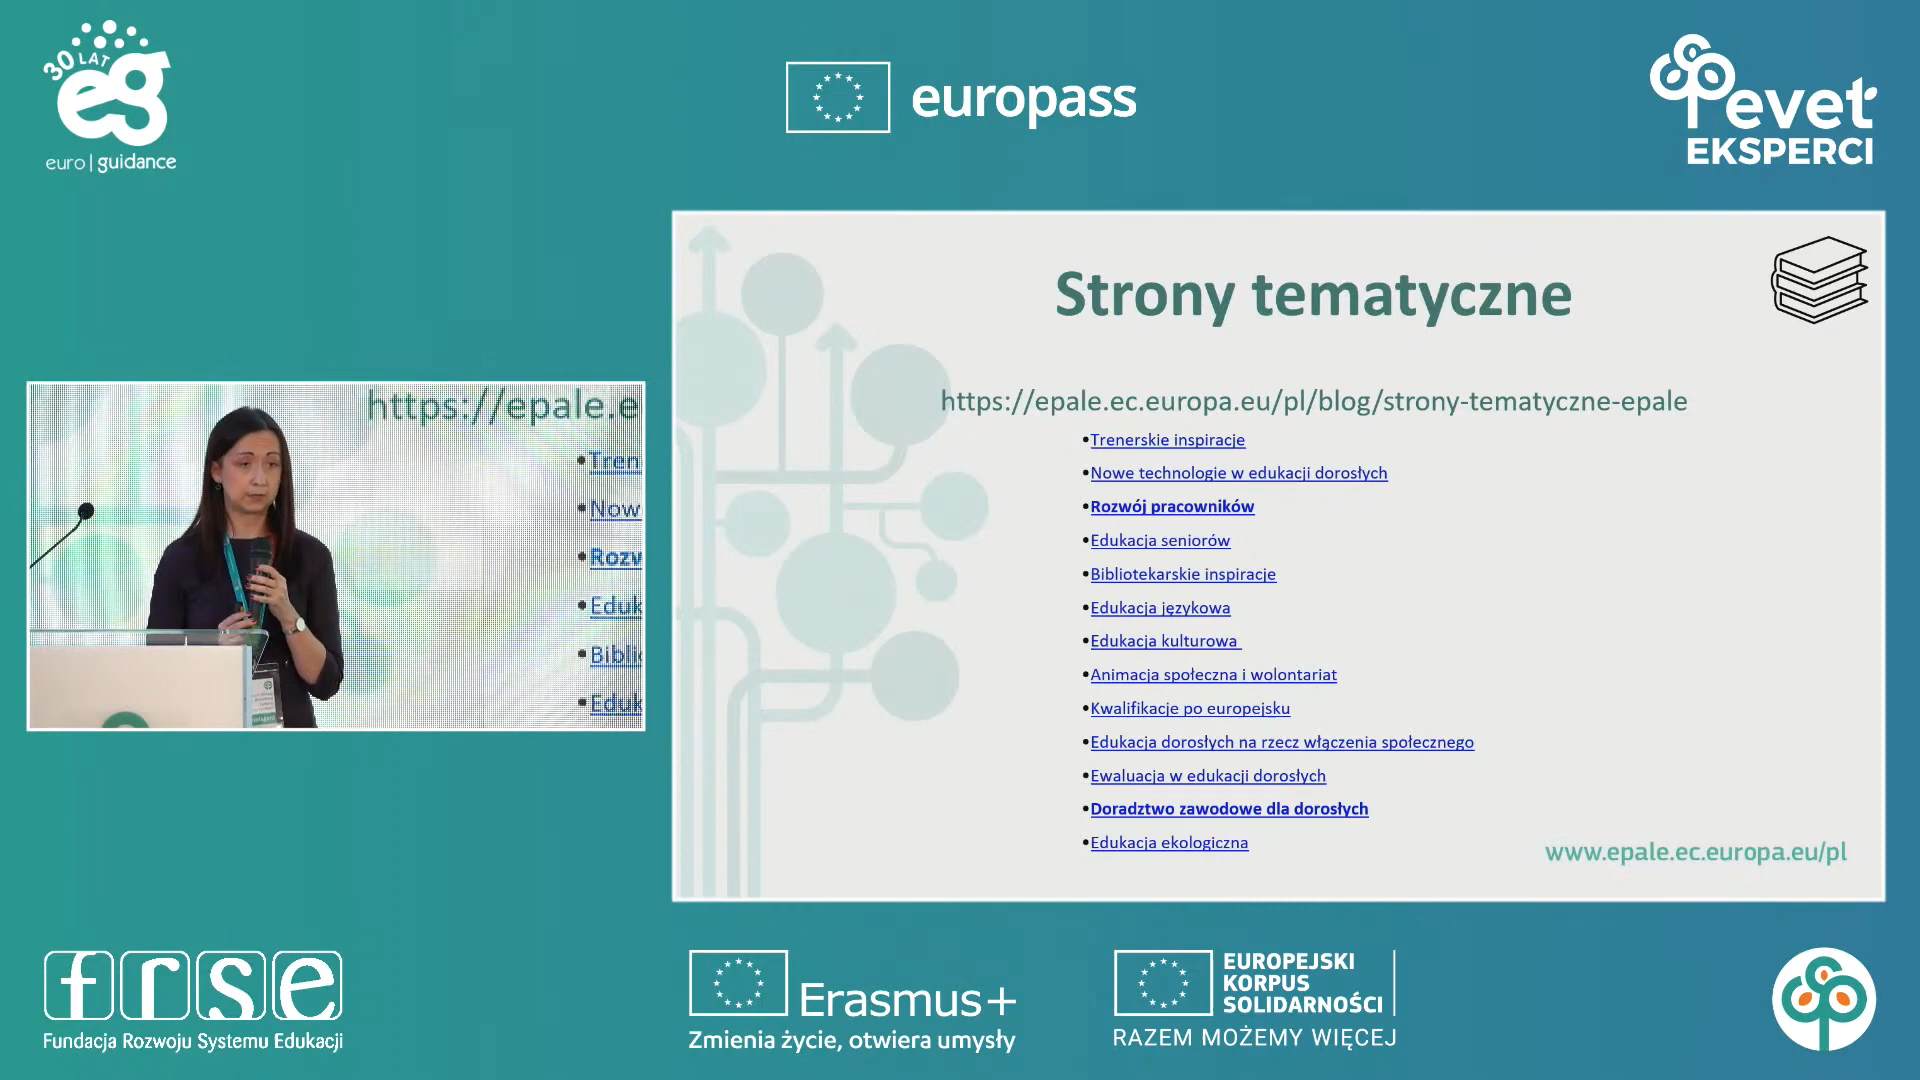 30 LAT
eg
euro | guidance
europass
evet
EKSPERCI
Strony tematyczne
https://epale.ec.europa.eu/pl/blog/strony-tematyczne-epale
•Trenerskie inspiracje
•Nowe technologie w edukacji dorosłych
•Rozwój pracowników
•Edukacja seniorów
•Bibliotekarskie inspiracje
•Edukacja językowa
•Edukacja kulturowa
•Animacja społeczna i wolontariat
•Kwalifikacje po europejsku
•Edukacja dorosłych na rzecz włączenia społecznego
•Ewaluacja w edukacji dorosłych
•Doradztwo zawodowe dla dorosłych
•Edukacja ekologiczna
www.epale.ec.europa.eu/pl
https://epale.e
•Tren
•Now
•Rozw
•Eduk
•Bibli
•Eduk
frse
Fundacja Rozwoju Systemu Edukacji
Erasmus+
Zmienia życie, otwiera umysły
EUROPEJSKI
KORPUS
SOLIDARNOŚCI
RAZEM MOŻEMY WIĘCEJ